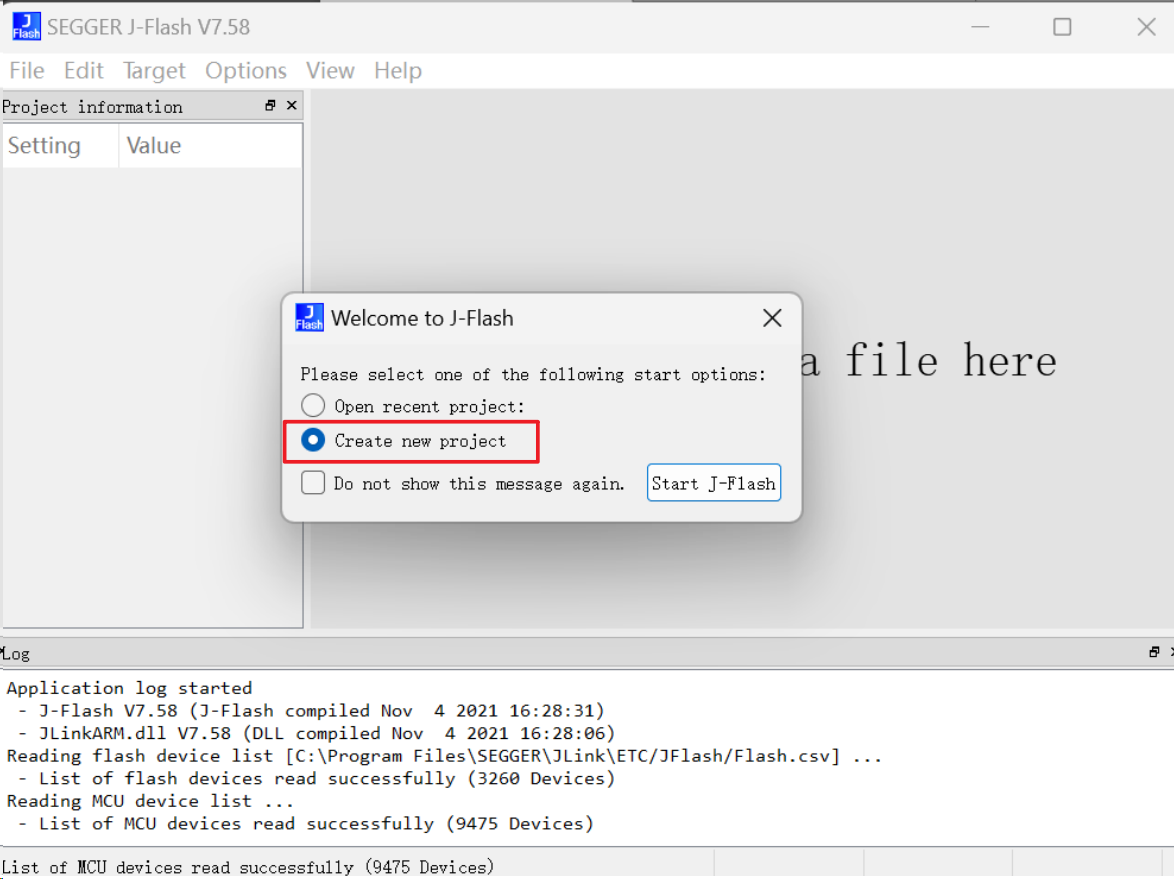 J Flash SEGGER J-Flash V7.58
File Edit Target Options View Help
Project information
Setting Value
J Flash Welcome to J-Flash
a file here
Please select one of the following start options:
Open recent project:
Create new project
Do not show this message again. Start J-Flash
Log
Application log started
- J-Flash V7.58 (J-Flash compiled Nov  4 2021 16:28:31)
- JLinkARM.dll V7.58 (DLL compiled Nov  4 2021 16:28:06)
Reading flash device list [C:\Program Files\SEGGER\JLink\ETC/JFlash/Flash.csv] ...
- List of flash devices read successfully (3260 Devices)
Reading MCU device list ...
- List of MCU devices read successfully (9475 Devices)
List of MCU devices read successfully (9475 Devices)